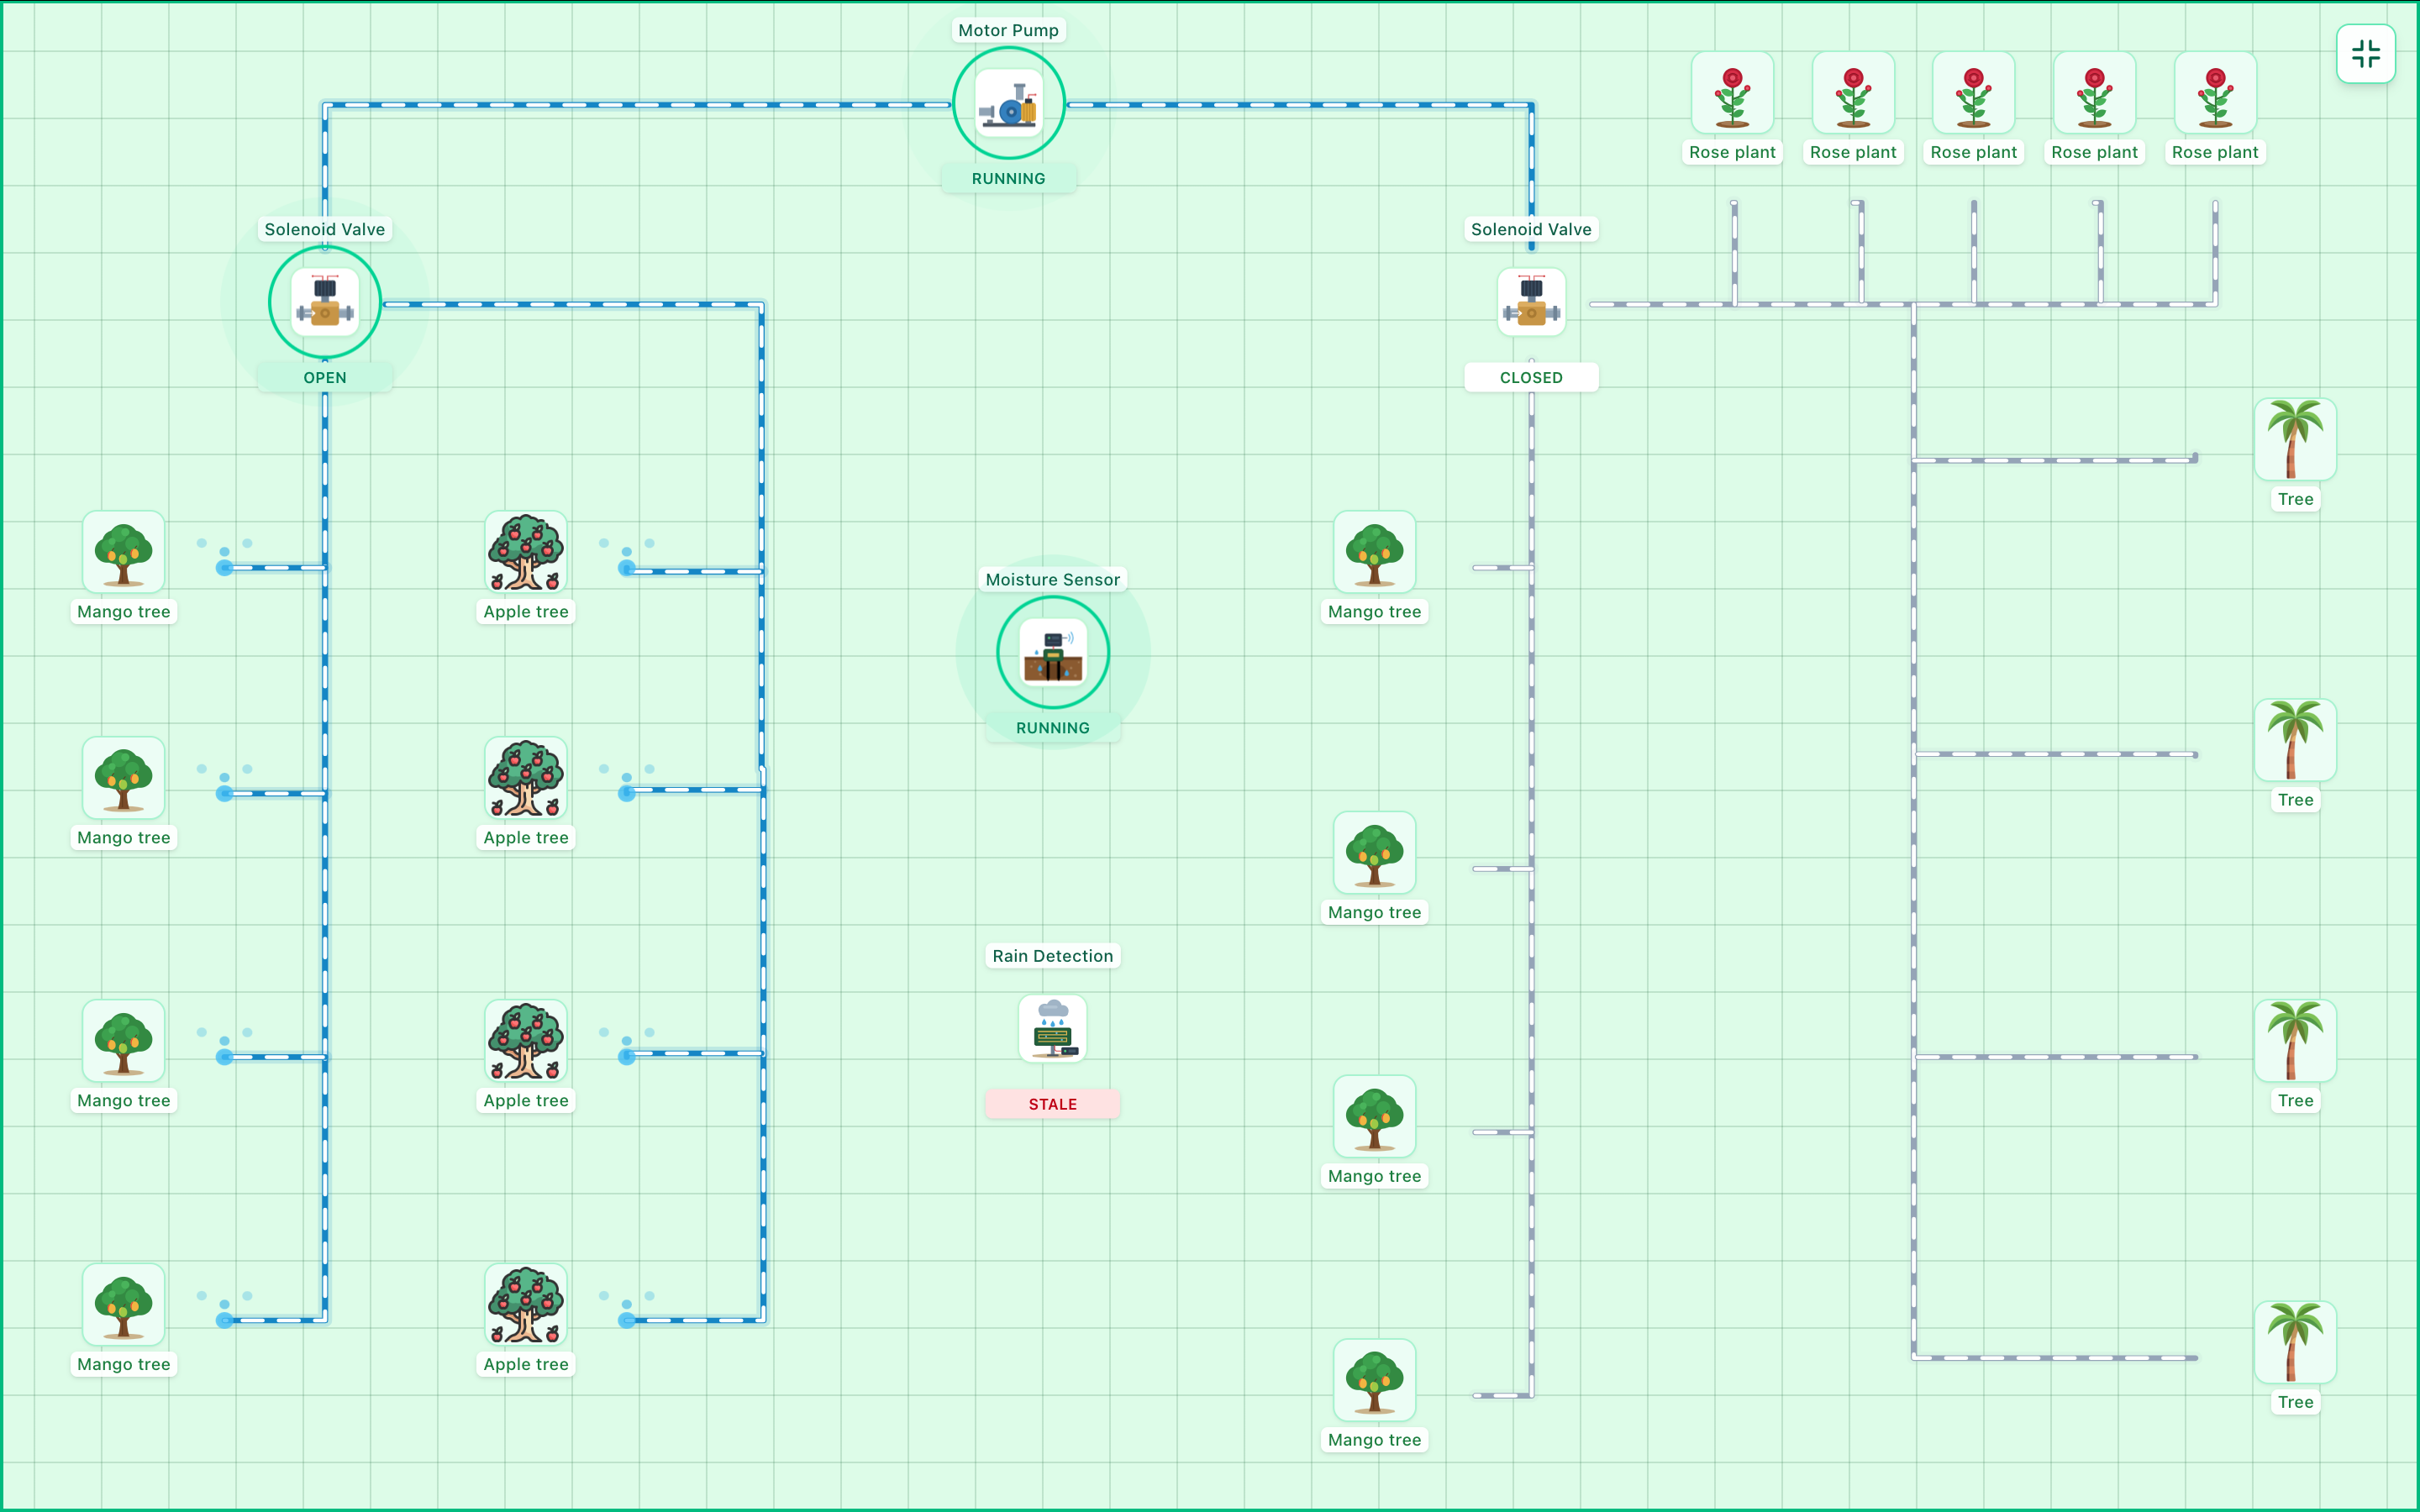 Motor Pump
RUNNING
Rose plant
Rose plant
Rose plant
Rose plant
Rose plant
Solenoid Valve
OPEN
Solenoid Valve
CLOSED
Tree
Mango tree
Apple tree
Moisture Sensor
RUNNING
Mango tree
Tree
Mango tree
Apple tree
Mango tree
Rain Detection
STALE
Mango tree
Apple tree
Tree
Mango tree
Mango tree
Apple tree
Tree
Mango tree